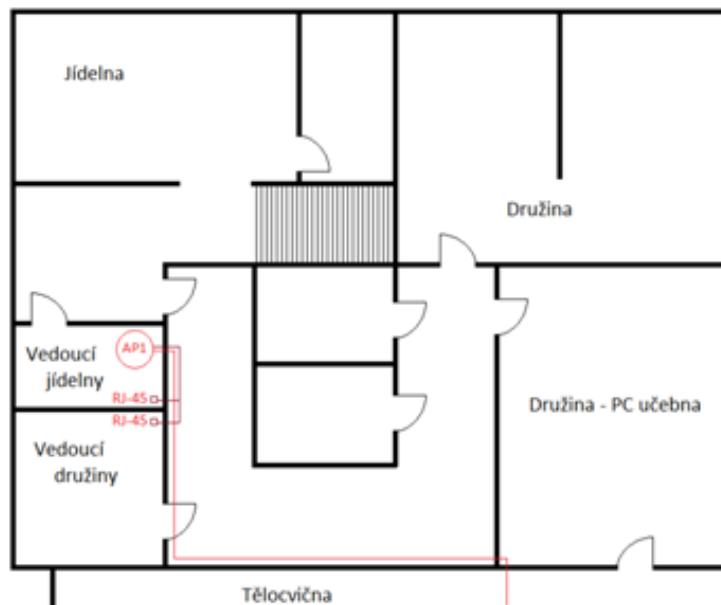 Jídelna
Družina
Vedoucí
jídelny
AP1
RJ-45
RJ-45
Vedoucí
družiny
Družina - PC učebna
Tělocvična